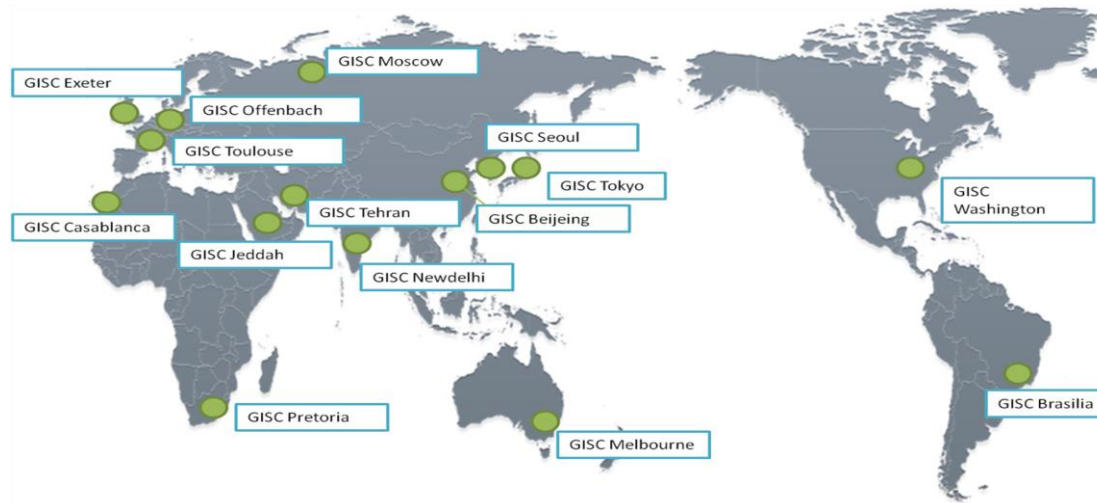 GISC Moscow
GISC Exeter
GISC Offenbach
GISC Seoul
GISC Toulouse
GISC Tokyo
GISC
Washington
GISC Tehran
GISC Beijeing
GISC Casablanca
GISC Jeddah
GISC Newdelhi
GISC Brasilia
GISC Pretoria
GISC Melbourne